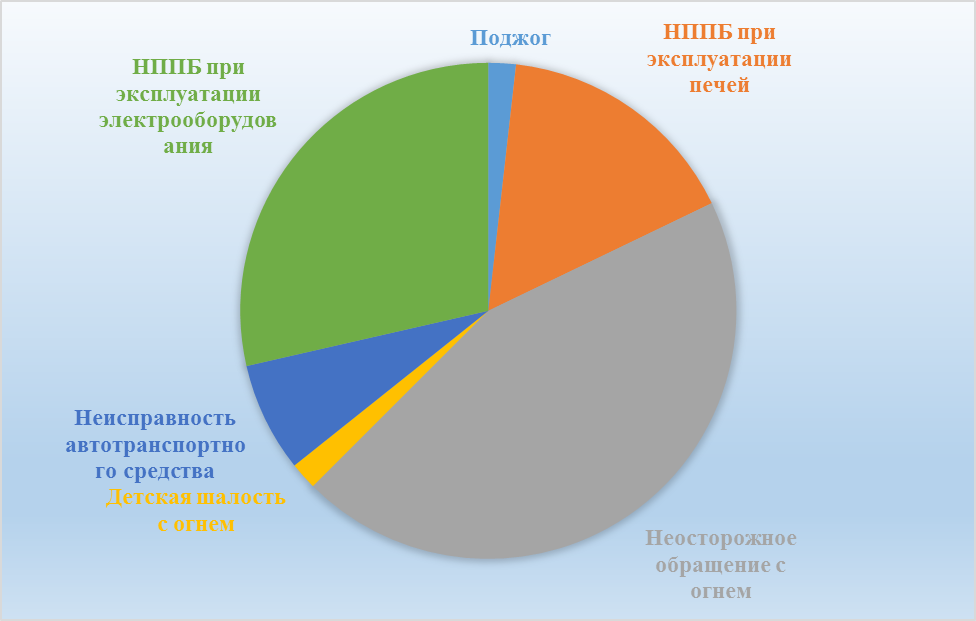 Поджог
НППБ при
эксплуатации
печей
НППБ при
эксплуатации
электрооборудов
ания
Неисправность
автотранспортно
го средства
Детская шалость
с огнем
Неосторожное
обращение с
огнем